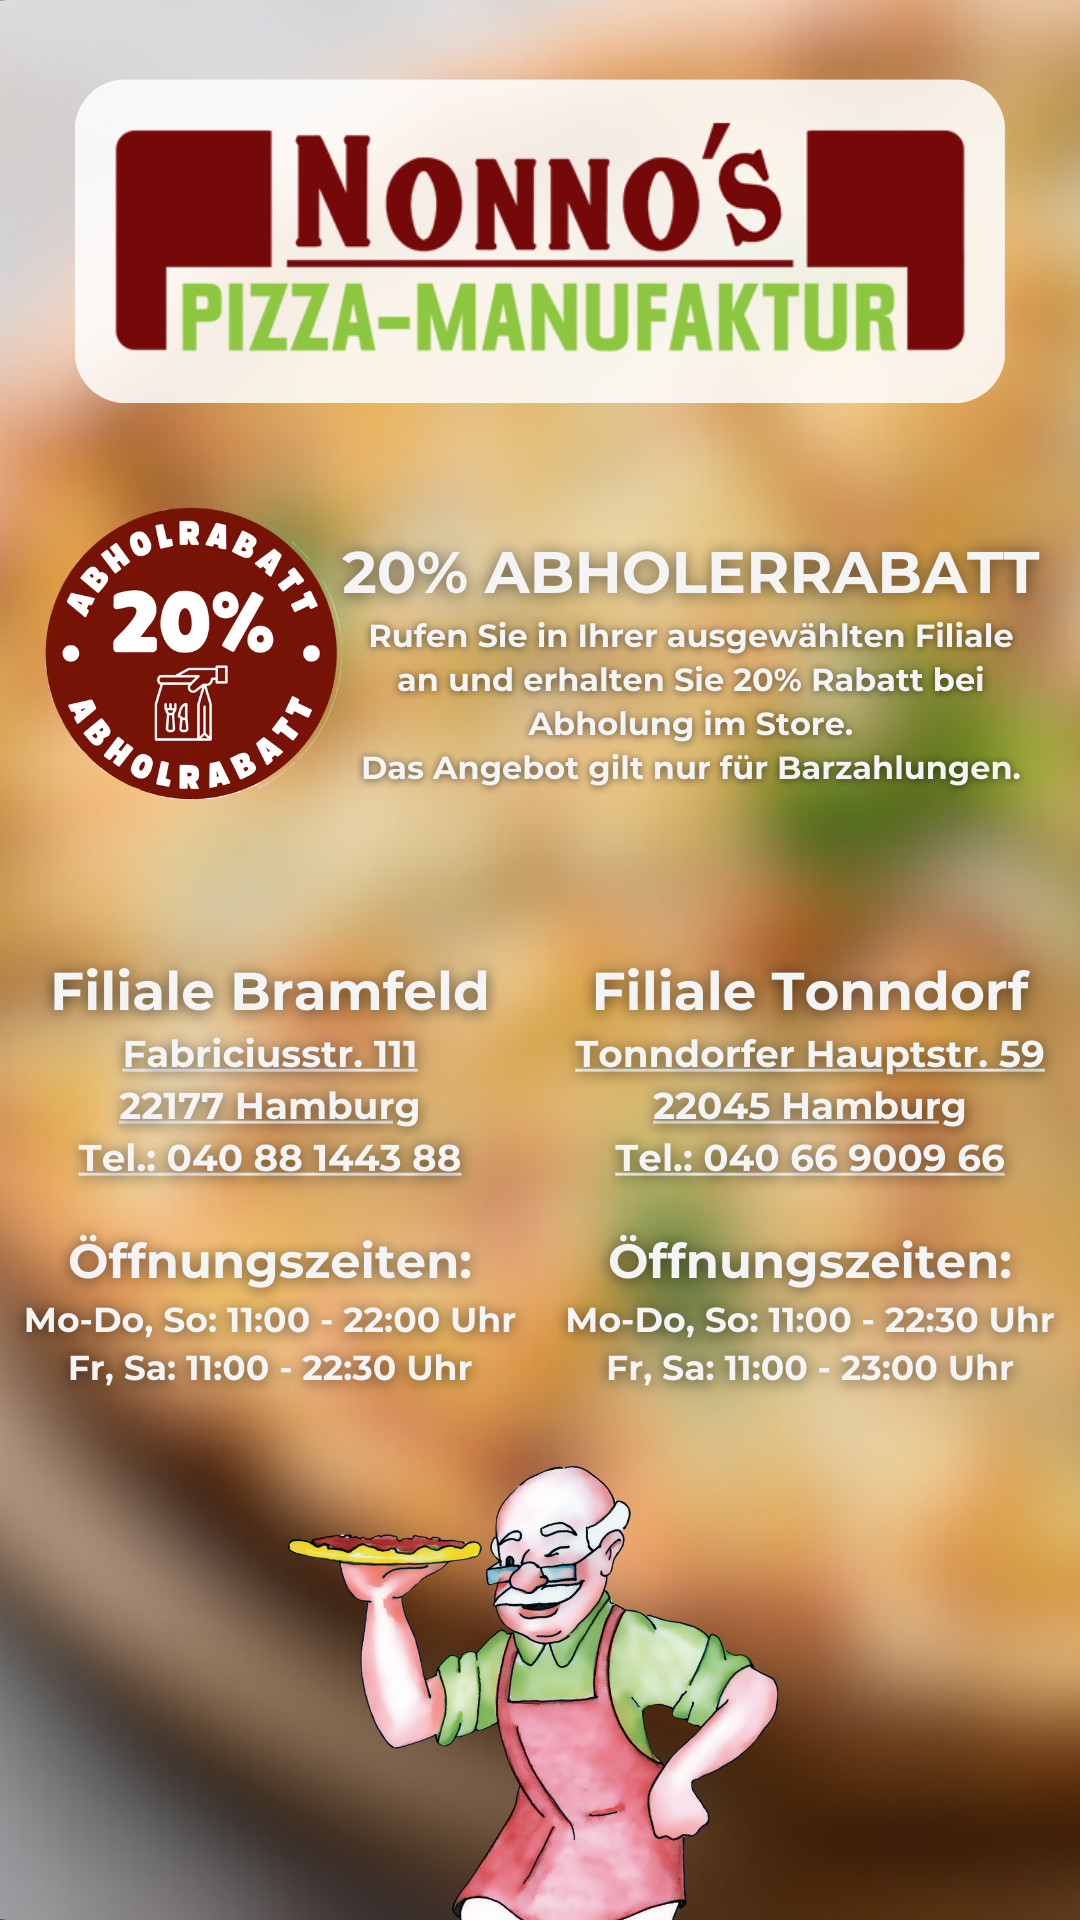 NONNO'S
PIZZA-MANUFAKTUR
ABHOLRABATT
20%
ABHOLRABATT
20% ABHOLERRABATT
Rufen Sie in Ihrer ausgewählten Filiale
an und erhalten Sie 20% Rabatt bei
Abholung im Store.
Das Angebot gilt nur für Barzahlungen.
Filiale Bramfeld
Fabriciusstr. 111
22177 Hamburg
Tel.: 040 88 1443 88
Öffnungszeiten:
Mo-Do, So: 11:00 - 22:00 Uhr
Fr, Sa: 11:00 - 22:30 Uhr
Filiale Tonndorf
Tonndorfer Hauptstr. 59
22045 Hamburg
Tel.: 040 66 9009 66
Öffnungszeiten:
Mo-Do, So: 11:00 - 22:30 Uhr
Fr, Sa: 11:00 - 23:00 Uhr